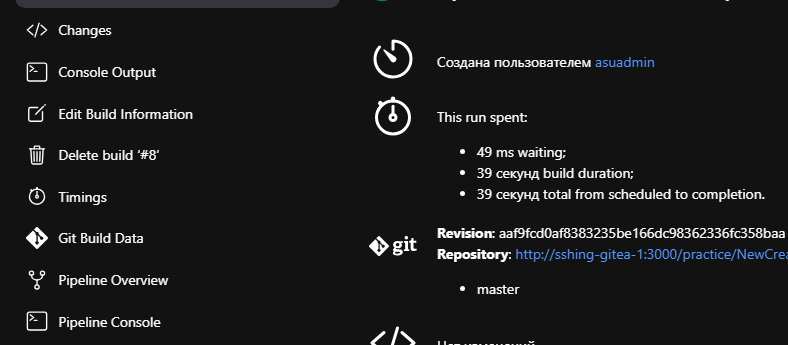 Changes
Console Output
Edit Build Information
Delete build ‘#8’
Timings
Git Build Data
Pipeline Overview
Pipeline Console
Создана пользователем asuadmin
This run spent:
49 ms waiting;
39 секунд build duration;
39 секунд total from scheduled to completion.
git
Revision: aaf9fcd0af8383235be166dc98362336fc358baa
Repository: http://sshing-gitea-1:3000/practice/NewCrea
master
Нет изменений